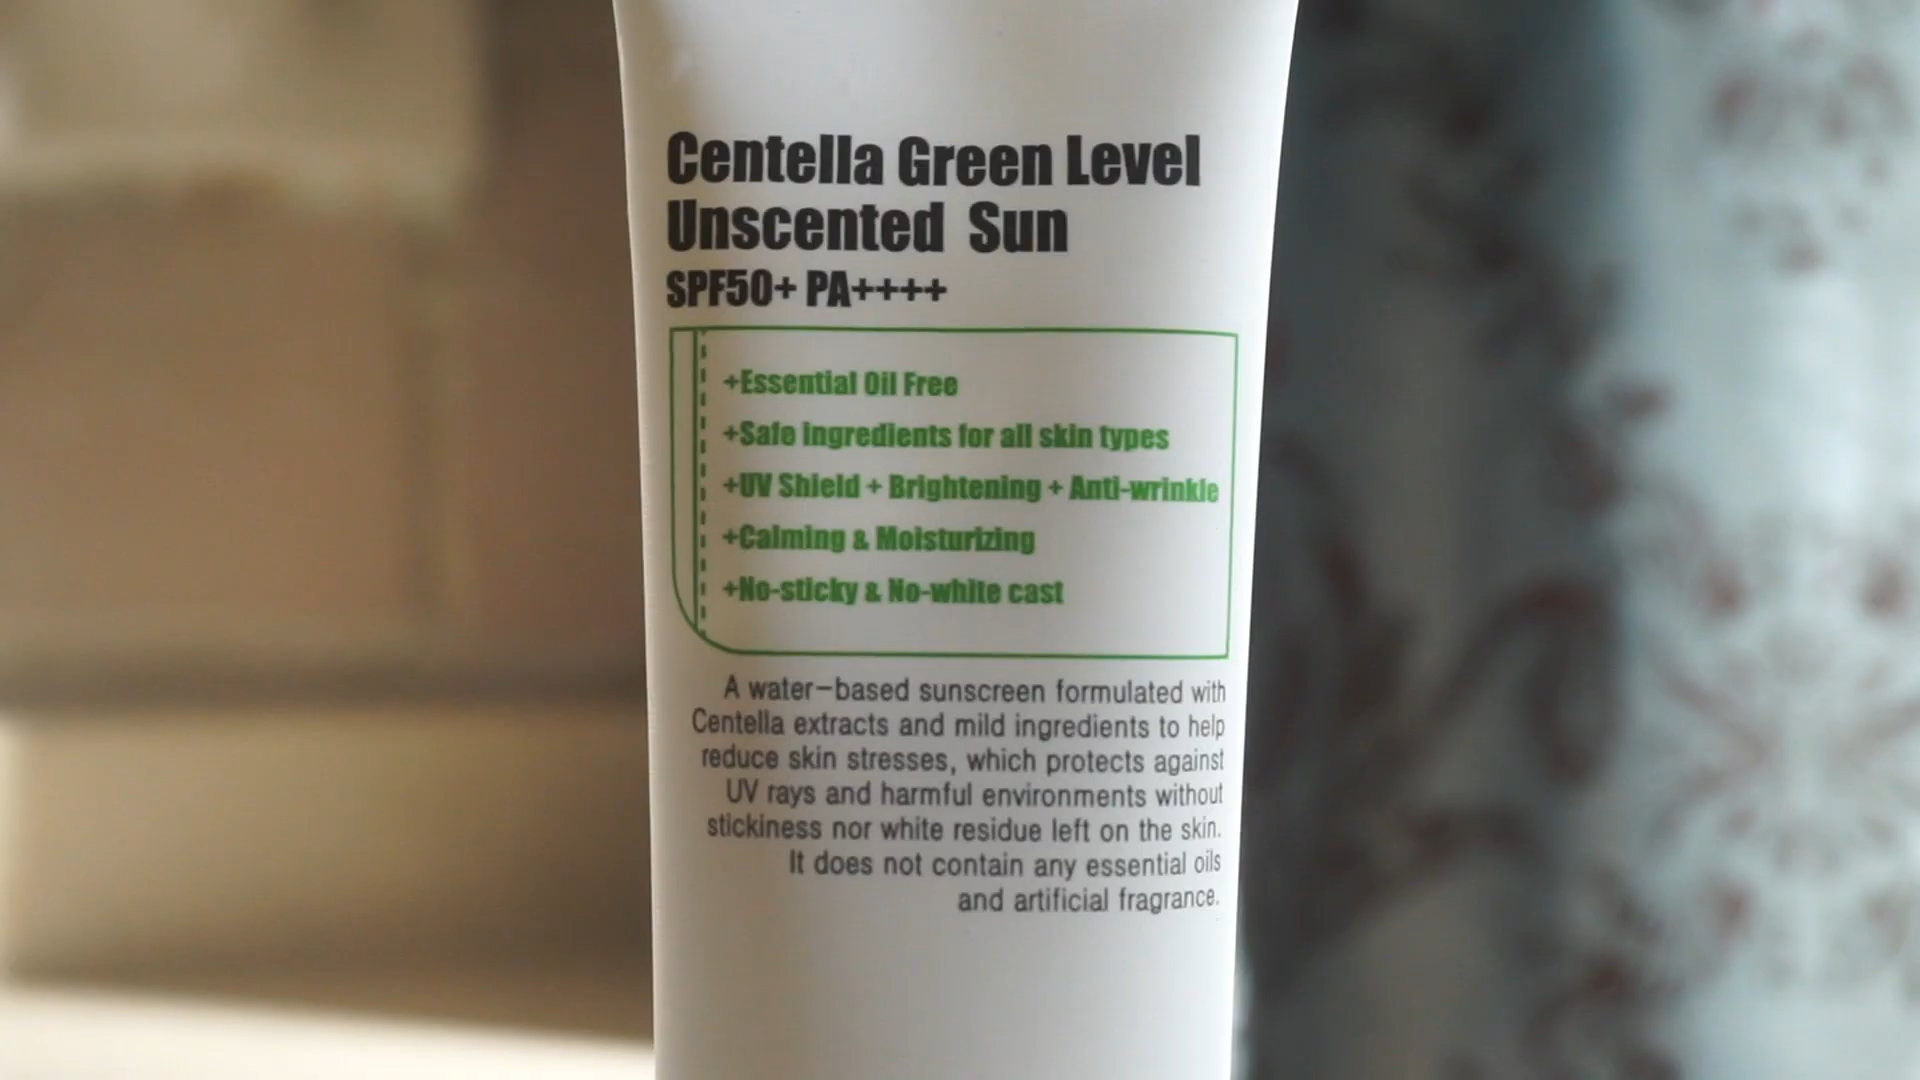 Centella Green Level
Unscented Sun
SPF50+ PA++++
+Essential Oil Free
+Safe ingredients for all skin types
+UV Shield + Brightening + Anti-wrinkle
+Calming & Moisturizing
+No-sticky & No-white cast
A water-based sunscreen formulated with
Centella extracts and mild ingredients to help
reduce skin stresses, which protects against
UV rays and harmful environments without
stickiness nor white residue left on the skin.
It does not contain any essential oils
and artificial fragrance.